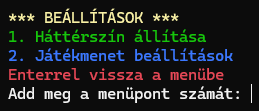 *** BEÁLLÍTÁSOK ***
1. Háttérszín állítása
2. Játékmenet beállítások
Enterrel vissza a menübe
Add meg a menüpont számát: